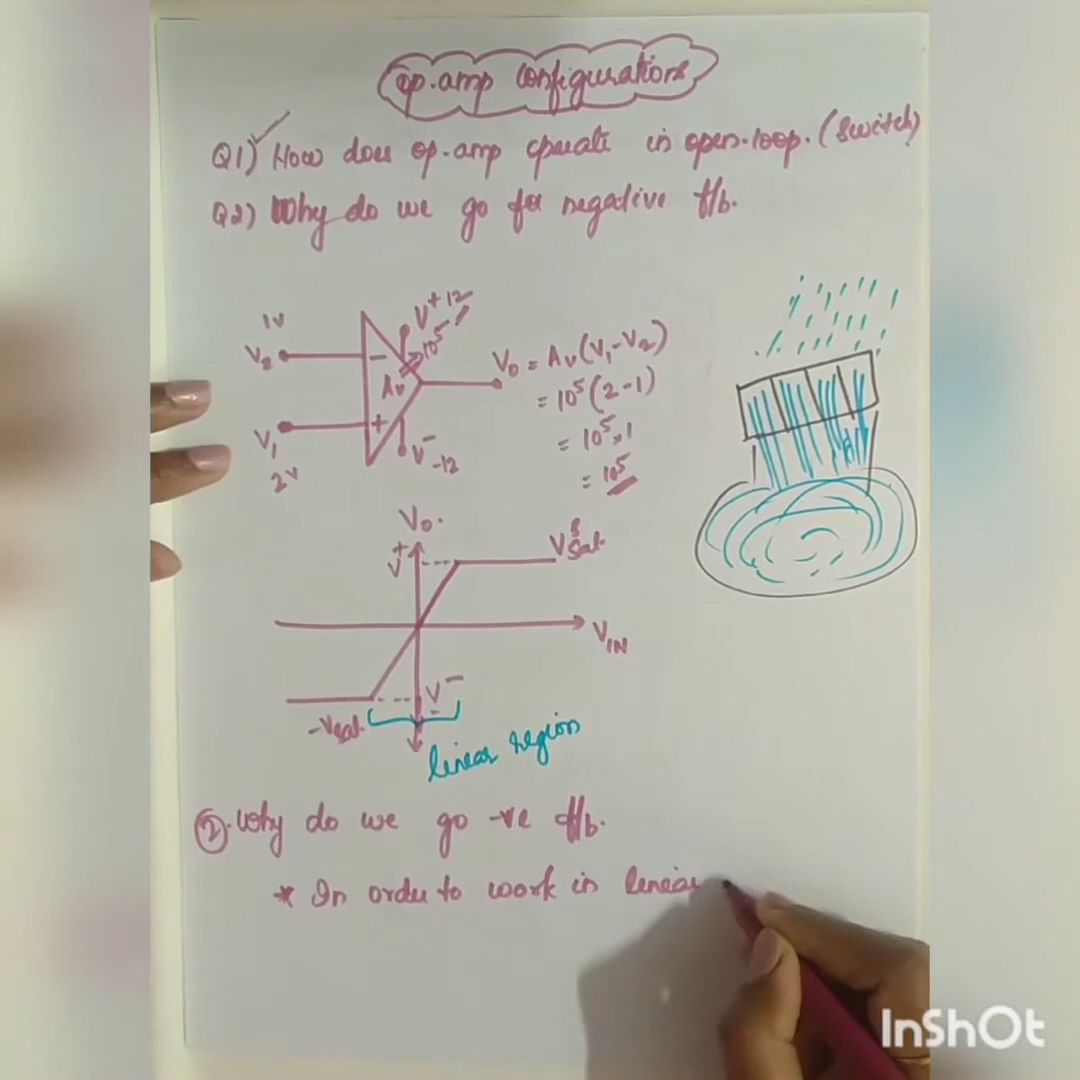 op.amp configurations
Q1) How does op.amp operate in open.loop. (switch)
Q2) Why do we go for negative f/b.
1V
V2
V+ +12
10^5
−
Av
+
V1
2V
V- -12
Vo = Av(V1-V2)
= 10^5(2-1)
= 10^5 × 1
= 10^5
Vo.
V+
Vsat.
VIN
V-
-Vsat.
linear region
2). Why do we go -ve f/b.
* In order to work in linear
InShOt